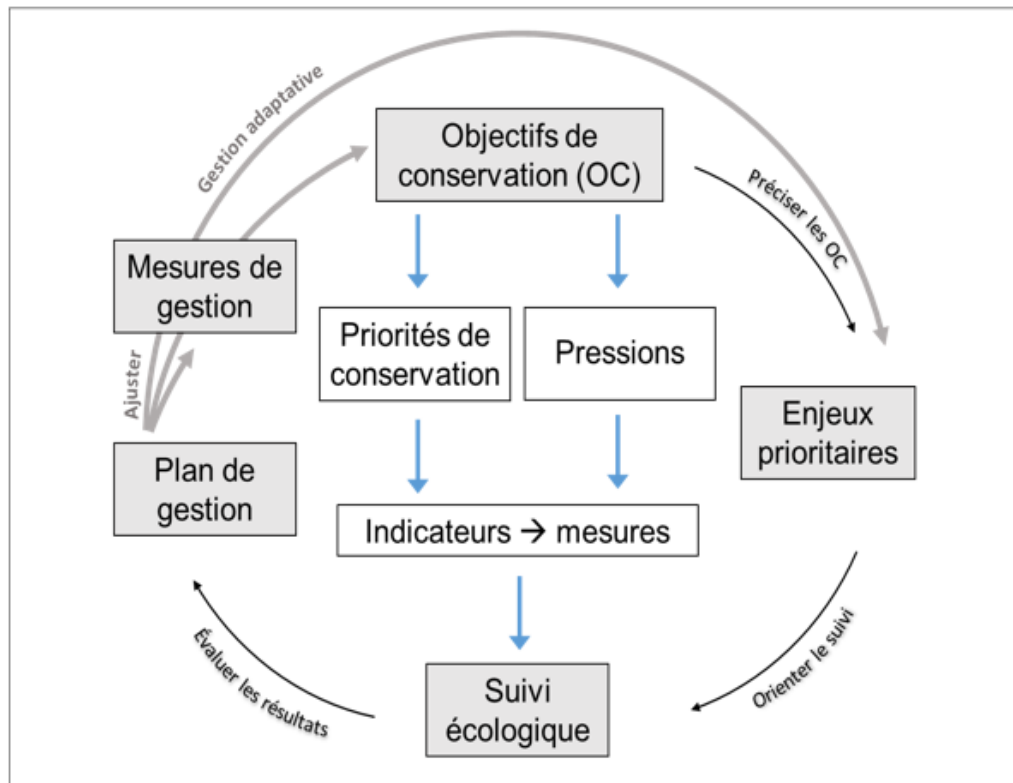 Gestion adaptative
Objectifs de
conservation (OC)
Préciser les OC
Mesures de
gestion
Priorités de
conservation
Pressions
Ajuster
Enjeux
prioritaires
Plan de
gestion
Indicateurs → mesures
Évaluer les résultats
Orienter le suivi
Suivi
écologique